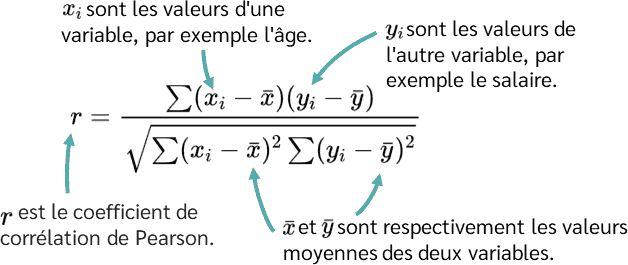 xᵢ sont les valeurs d'une
variable, par exemple l'âge.
yᵢ sont les valeurs de
l'autre variable, par
exemple le salaire.
r = ∑(xᵢ − x̄)(yᵢ − ȳ) / √(∑(xᵢ − x̄)² ∑(yᵢ − ȳ)²)
r est le coefficient de
corrélation de Pearson.
x̄ et ȳ sont respectivement les valeurs
moyennes des deux variables.